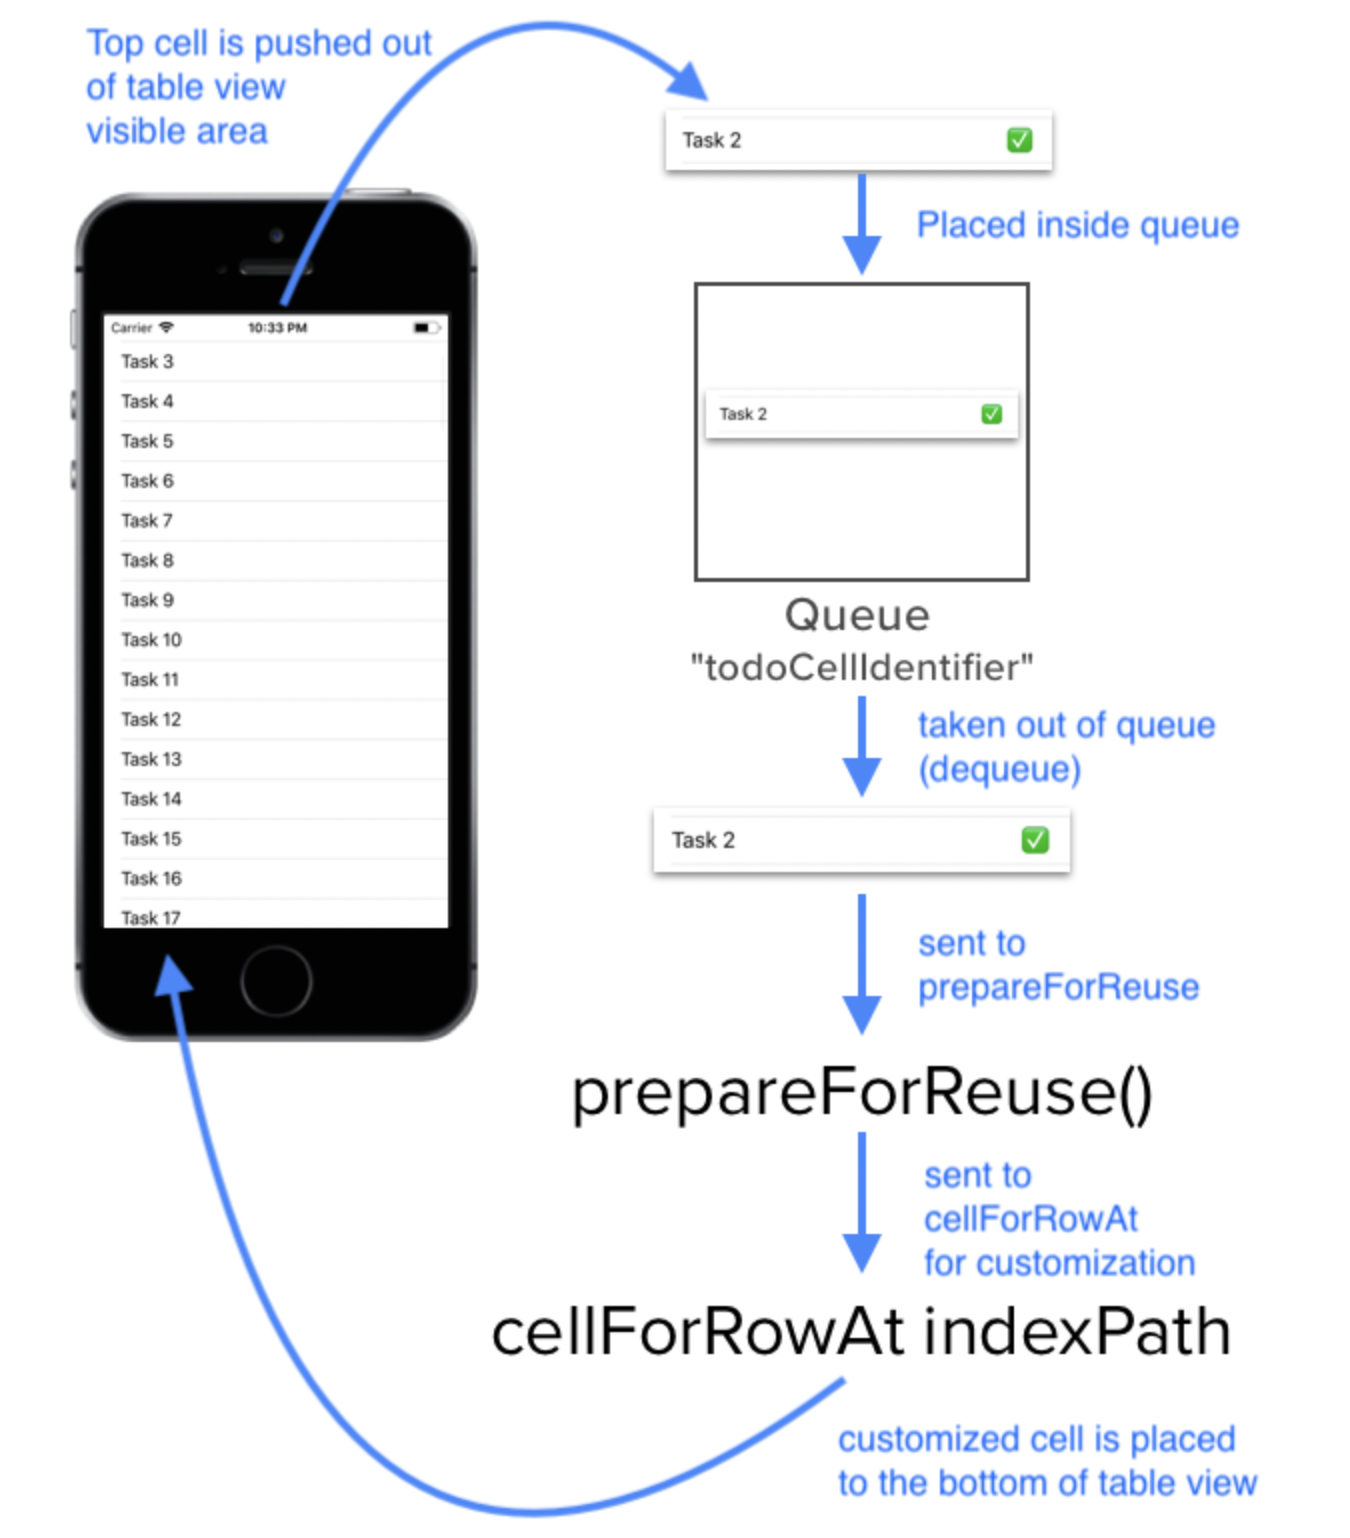 Top cell is pushed out
of table view
visible area
Task 2
Placed inside queue
Carrier
10:33 PM
Task 3
Task 4
Task 5
Task 6
Task 7
Task 8
Task 9
Task 10
Task 11
Task 12
Task 13
Task 14
Task 15
Task 16
Task 17
Task 2
Queue
"todoCellIdentifier"
taken out of queue
(dequeue)
Task 2
sent to
prepareForReuse
prepareForReuse()
sent to
cellForRowAt
for customization
cellForRowAt indexPath
customized cell is placed
to the bottom of table view